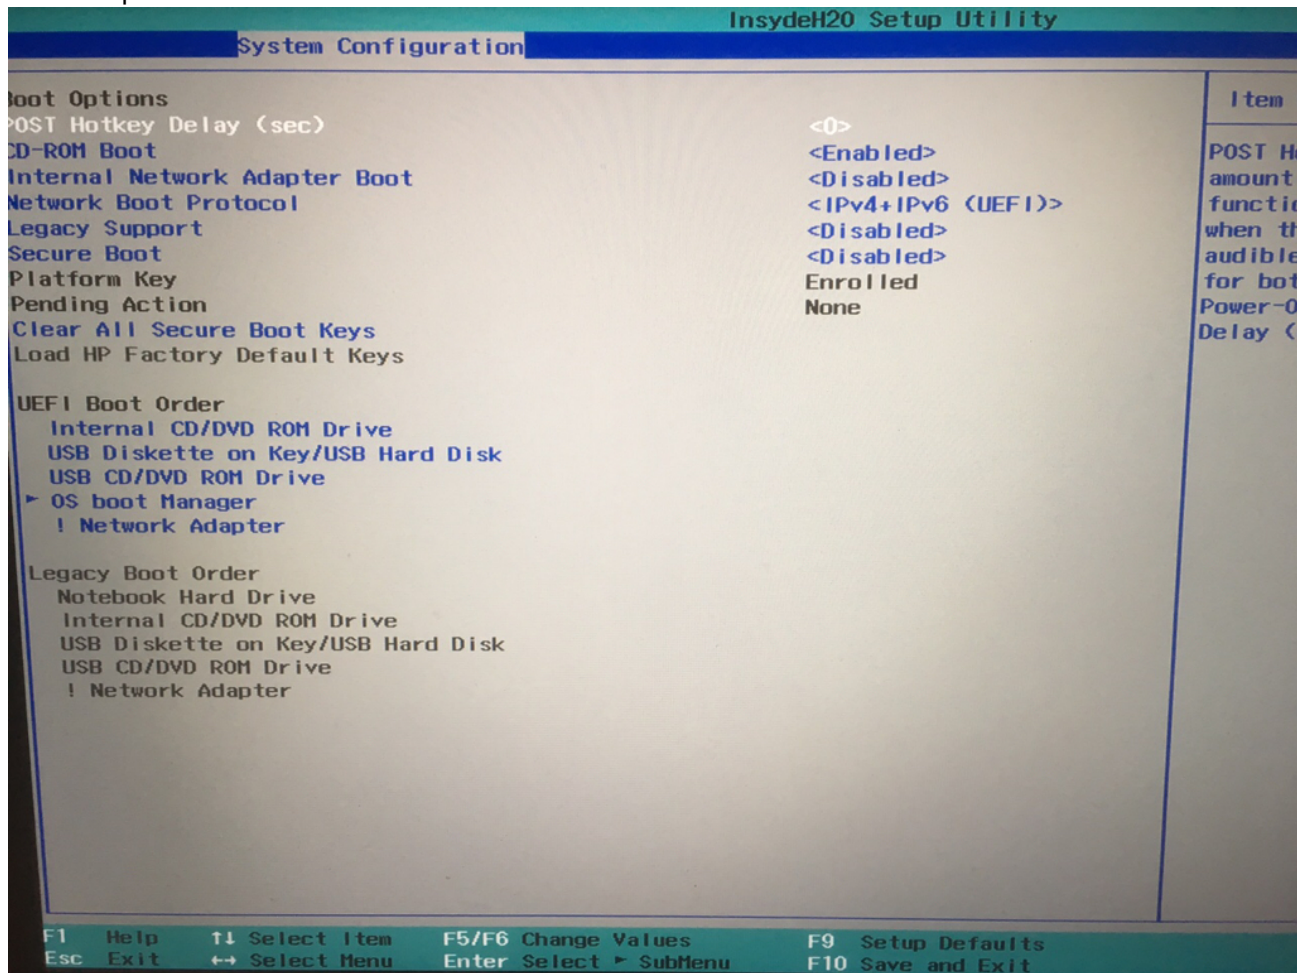 InsydeH20 Setup Utility
System Configuration
Boot Options
POST Hotkey Delay (sec) <0>
CD-ROM Boot <Enabled>
Internal Network Adapter Boot <Disabled>
Network Boot Protocol <IPv4+IPv6 (UEFI)>
Legacy Support <Disabled>
Secure Boot <Disabled>
Platform Key Enrolled
Pending Action None
Clear All Secure Boot Keys
Load HP Factory Default Keys
UEFI Boot Order
Internal CD/DVD ROM Drive
USB Diskette on Key/USB Hard Disk
USB CD/DVD ROM Drive
► OS boot Manager
! Network Adapter
Legacy Boot Order
Notebook Hard Drive
Internal CD/DVD ROM Drive
USB Diskette on Key/USB Hard Disk
USB CD/DVD ROM Drive
! Network Adapter
Item
POST
amount
when
audible
for
Delay (
F1 Help ↑↓ Select Item F5/F6 Change Values F9 Setup Defaults
Esc Exit ↔ Select Menu Enter Select ► SubMenu F10 Save and Exit